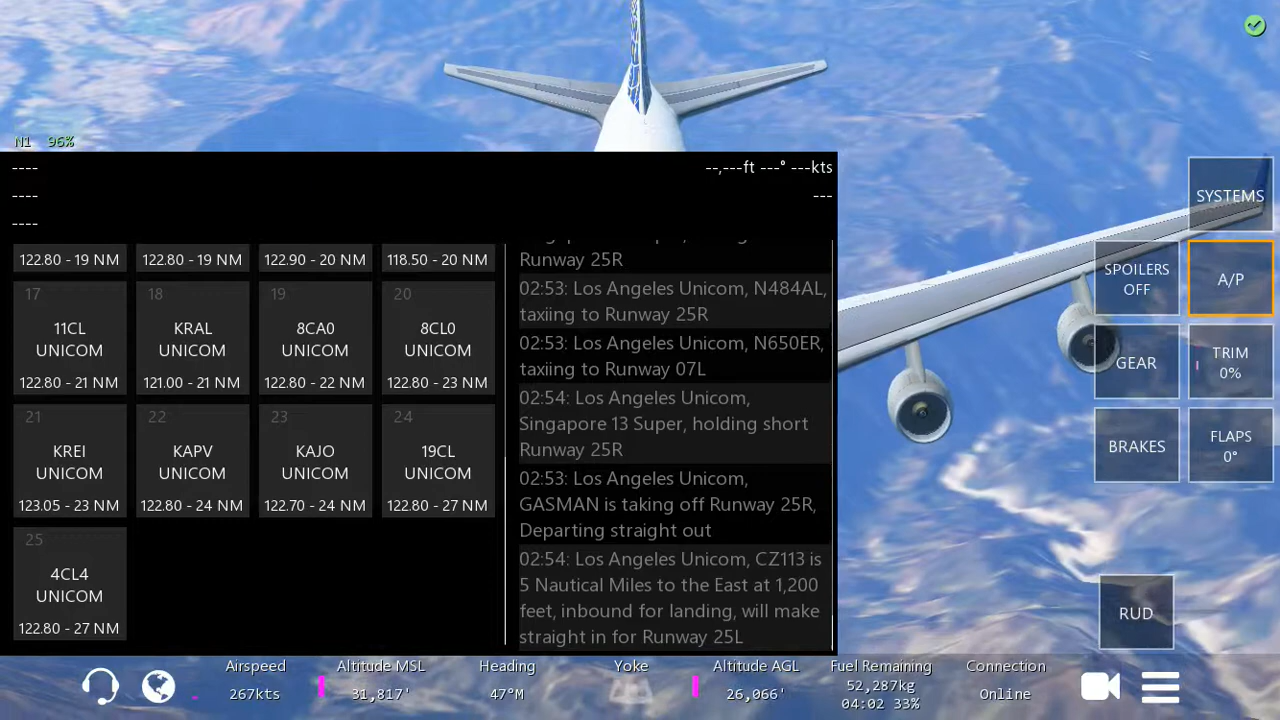 N1 96%
----
--,---ft ---° ---kts
----
---
----
122.80 - 19 NM
122.80 - 19 NM
122.90 - 20 NM
118.50 - 20 NM
17
11CL
UNICOM
122.80 - 21 NM
18
KRAL
UNICOM
121.00 - 21 NM
19
8CA0
UNICOM
122.80 - 22 NM
20
8CL0
UNICOM
122.80 - 23 NM
21
KREI
UNICOM
123.05 - 23 NM
22
KAPV
UNICOM
122.80 - 24 NM
23
KAJO
UNICOM
122.70 - 24 NM
24
19CL
UNICOM
122.80 - 27 NM
25
4CL4
UNICOM
122.80 - 27 NM
Runway 25R
02:53: Los Angeles Unicom, N484AL,
taxiing to Runway 25R
02:53: Los Angeles Unicom, N650ER,
taxiing to Runway 07L
02:54: Los Angeles Unicom,
Singapore 13 Super, holding short
Runway 25R
02:53: Los Angeles Unicom,
GASMAN is taking off Runway 25R,
Departing straight out
02:54: Los Angeles Unicom, CZ113 is
5 Nautical Miles to the East at 1,200
feet, inbound for landing, will make
straight in for Runway 25L
SYSTEMS
SPOILERS
OFF
A/P
GEAR
TRIM
0%
BRAKES
FLAPS
0°
RUD
Airspeed
267kts
Altitude MSL
31,817'
Heading
47°M
Yoke
Altitude AGL
26,066'
Fuel Remaining
52,287kg
04:02 33%
Connection
Online